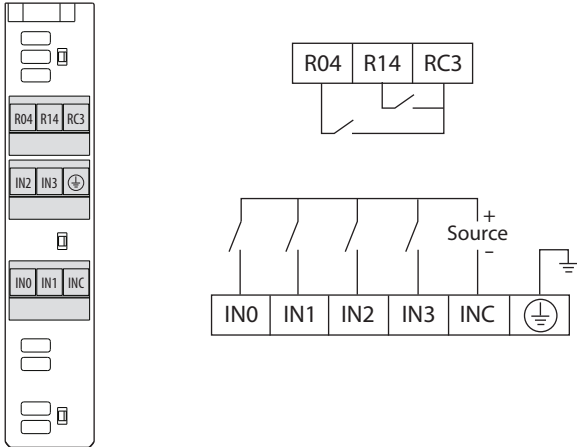 R04 R14 RC3
IN2 IN3
IN0 IN1 INC
R04 R14 RC3
+
Source
–
IN0 IN1 IN2 IN3 INC